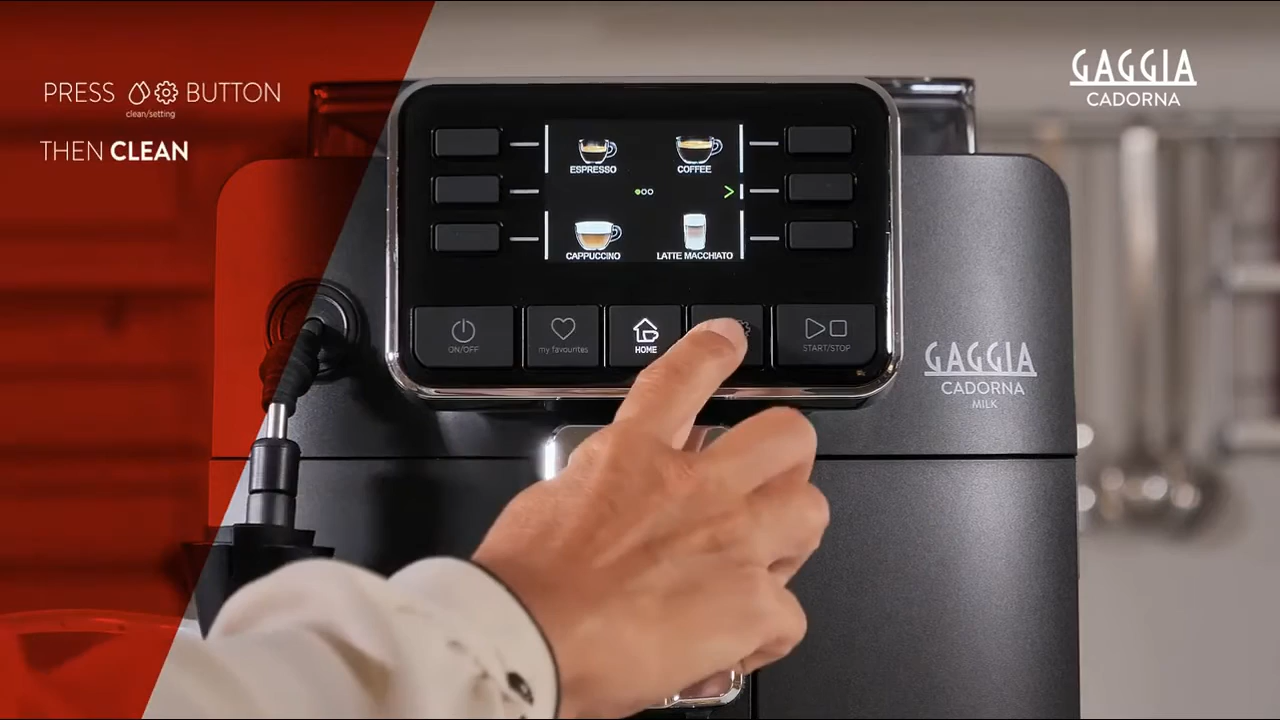 PRESS BUTTON
clean/setting
THEN CLEAN
GAGGIA
CADORNA
ESPRESSO
COFFEE
>
CAPPUCCINO
LATTE MACCHIATO
ON/OFF
my favourites
HOME
START/STOP
GAGGIA
CADORNA
MILK